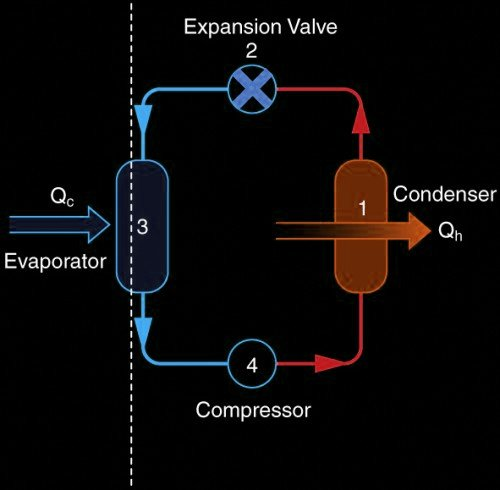 Expansion Valve
2
Qc
3
Evaporator
1
Condenser
Qh
4
Compressor